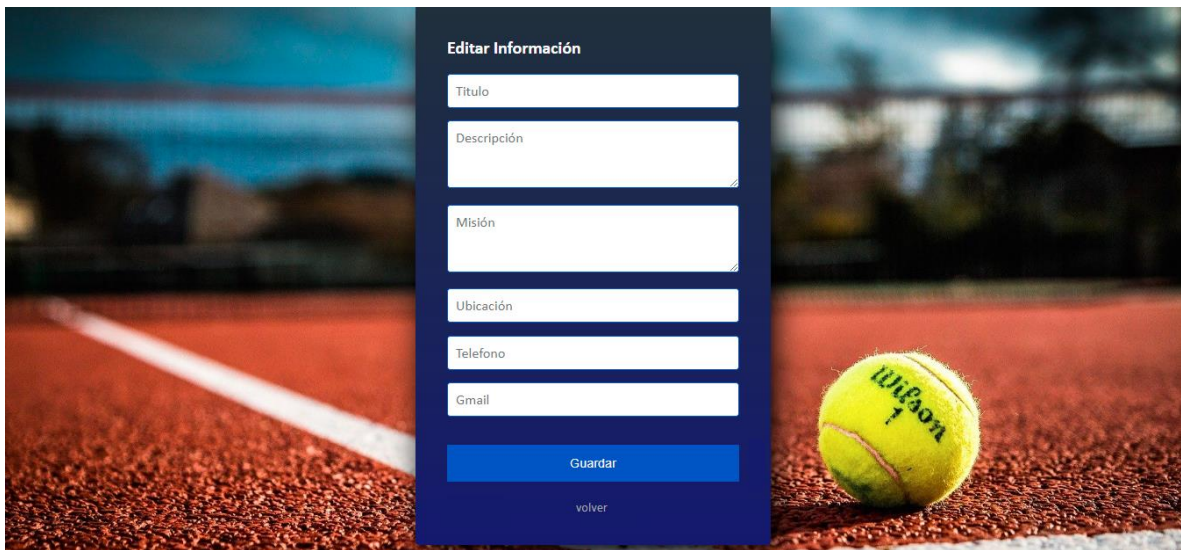 Editar Información
Titulo
Descripción
Misión
Ubicación
Telefono
Gmail
Guardar
volver
Wilson
1